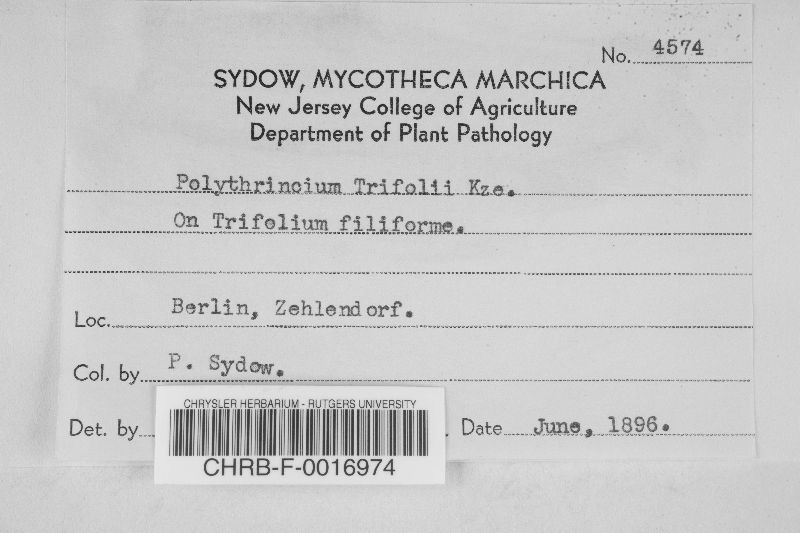 No. 4574
SYDOW, MYCOTHECA MARCHICA
New Jersey College of Agriculture
Department of Plant Pathology
Polythrincium Trifolii Kze.
On Trifolium filiforme.
Loc. Berlin, Zehlendorf.
Col. by P. Sydow.
Det. by
Date June, 1896.
CHRYSLER HERBARIUM - RUTGERS UNIVERSITY
CHRB-F-0016974